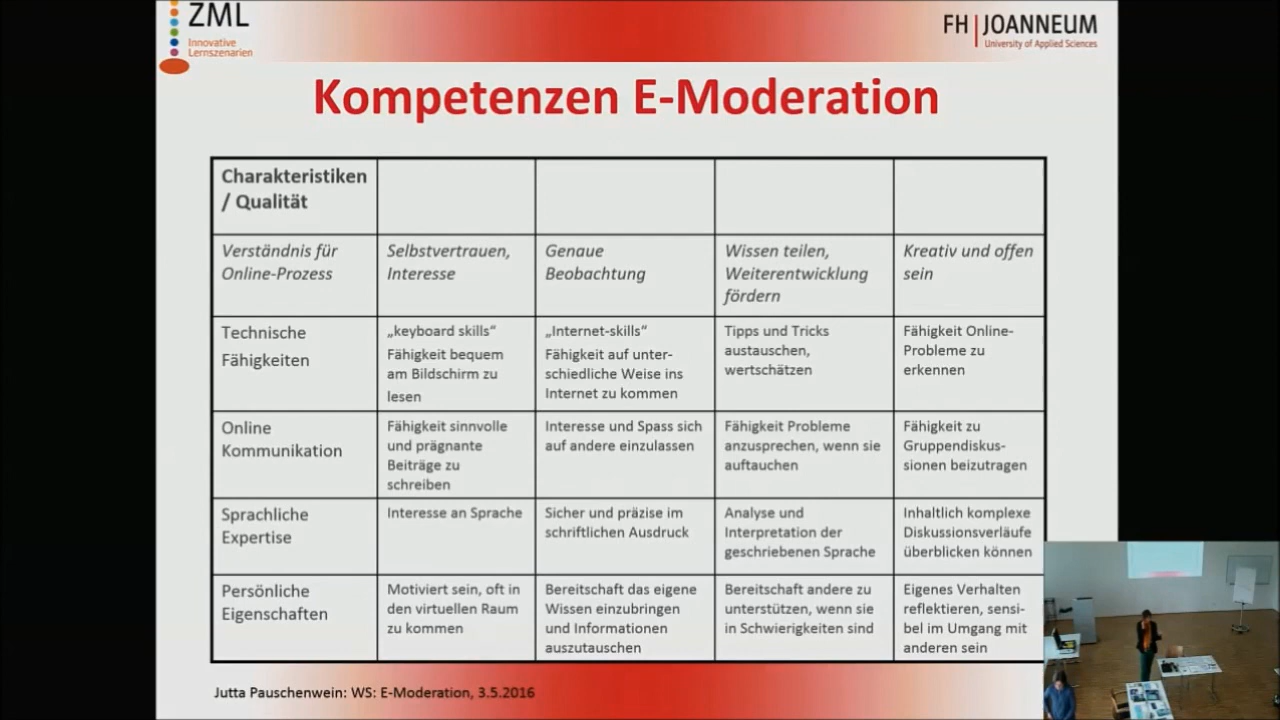 ZML
Innovative
Lernszenarien
FH | JOANNEUM
University of Applied Sciences
Kompetenzen E-Moderation
Charakteristiken
/ Qualität
Verständnis für
Online-Prozess
Selbstvertrauen,
Interesse
Genaue
Beobachtung
Wissen teilen,
Weiterentwicklung
fördern
Kreativ und offen
sein
Technische
Fähigkeiten
„keyboard skills“
Fähigkeit bequem
am Bildschirm zu
lesen
„Internet-skills“
Fähigkeit auf unter-
schiedliche Weise ins
Internet zu kommen
Tipps und Tricks
austauschen,
wertschätzen
Fähigkeit Online-
Probleme zu
erkennen
Online
Kommunikation
Fähigkeit sinnvolle
und prägnante
Beiträge zu
schreiben
Interesse und Spass sich
auf andere einzulassen
Fähigkeit Probleme
anzusprechen, wenn sie
auftauchen
Fähigkeit zu
Gruppendiskus-
sionen beizutragen
Sprachliche
Expertise
Interesse an Sprache
Sicher und präzise im
schriftlichen Ausdruck
Analyse und
Interpretation der
geschriebenen Sprache
Inhaltlich komplexe
Diskussionsverläufe
überblicken können
Persönliche
Eigenschaften
Motiviert sein, oft in
den virtuellen Raum
zu kommen
Bereitschaft das eigene
Wissen einzubringen
und Informationen
auszutauschen
Bereitschaft andere zu
unterstützen, wenn sie
in Schwierigkeiten sind
Eigenes Verhalten
reflektieren, sensi-
bel im Umgang mit
anderen sein
Jutta Pauschenwein: WS: E-Moderation, 3.5.2016